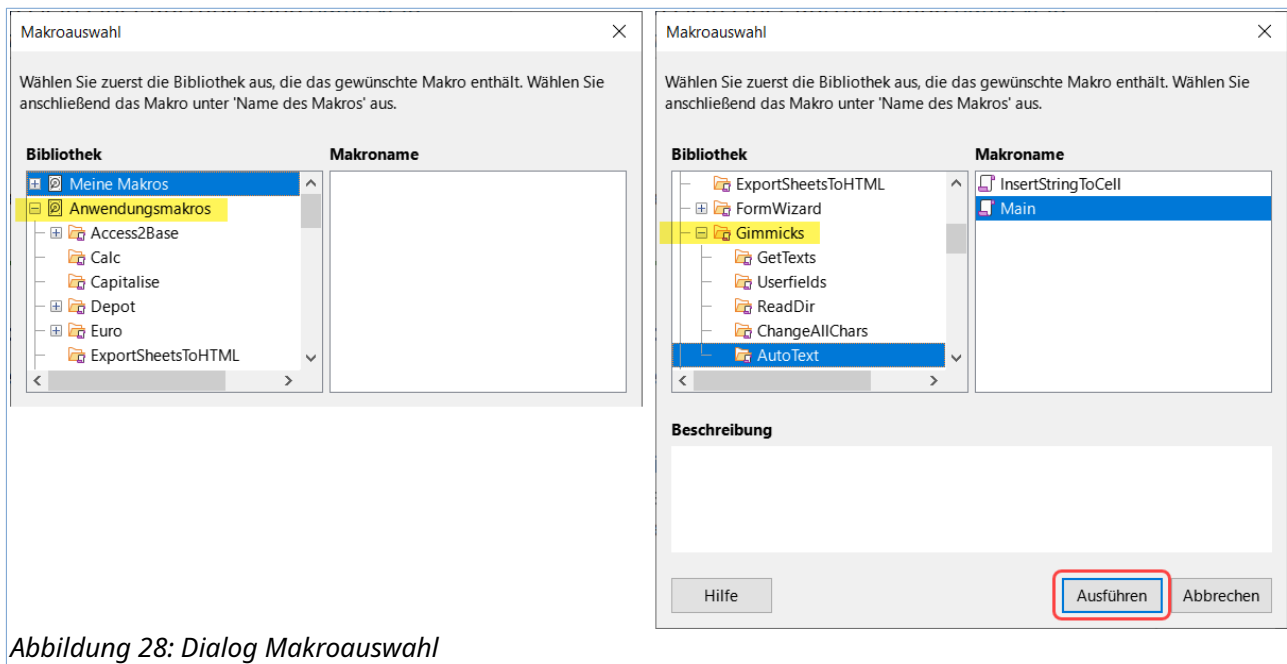 Makroauswahl
Wählen Sie zuerst die Bibliothek aus, die das gewünschte Makro enthält. Wählen Sie
anschließend das Makro unter 'Name des Makros' aus.
Bibliothek
Makroname
Meine Makros
Anwendungsmakros
Access2Base
Calc
Capitalise
Depot
Euro
ExportSheetsToHTML
Makroauswahl
Wählen Sie zuerst die Bibliothek aus, die das gewünschte Makro enthält. Wählen Sie
anschließend das Makro unter 'Name des Makros' aus.
Bibliothek
Makroname
ExportSheetsToHTML
FormWizard
Gimmicks
GetTexts
Userfields
ReadDir
ChangeAllChars
AutoText
InsertStringToCell
Main
Beschreibung
Hilfe
Ausführen
Abbrechen
Abbildung 28: Dialog Makroauswahl